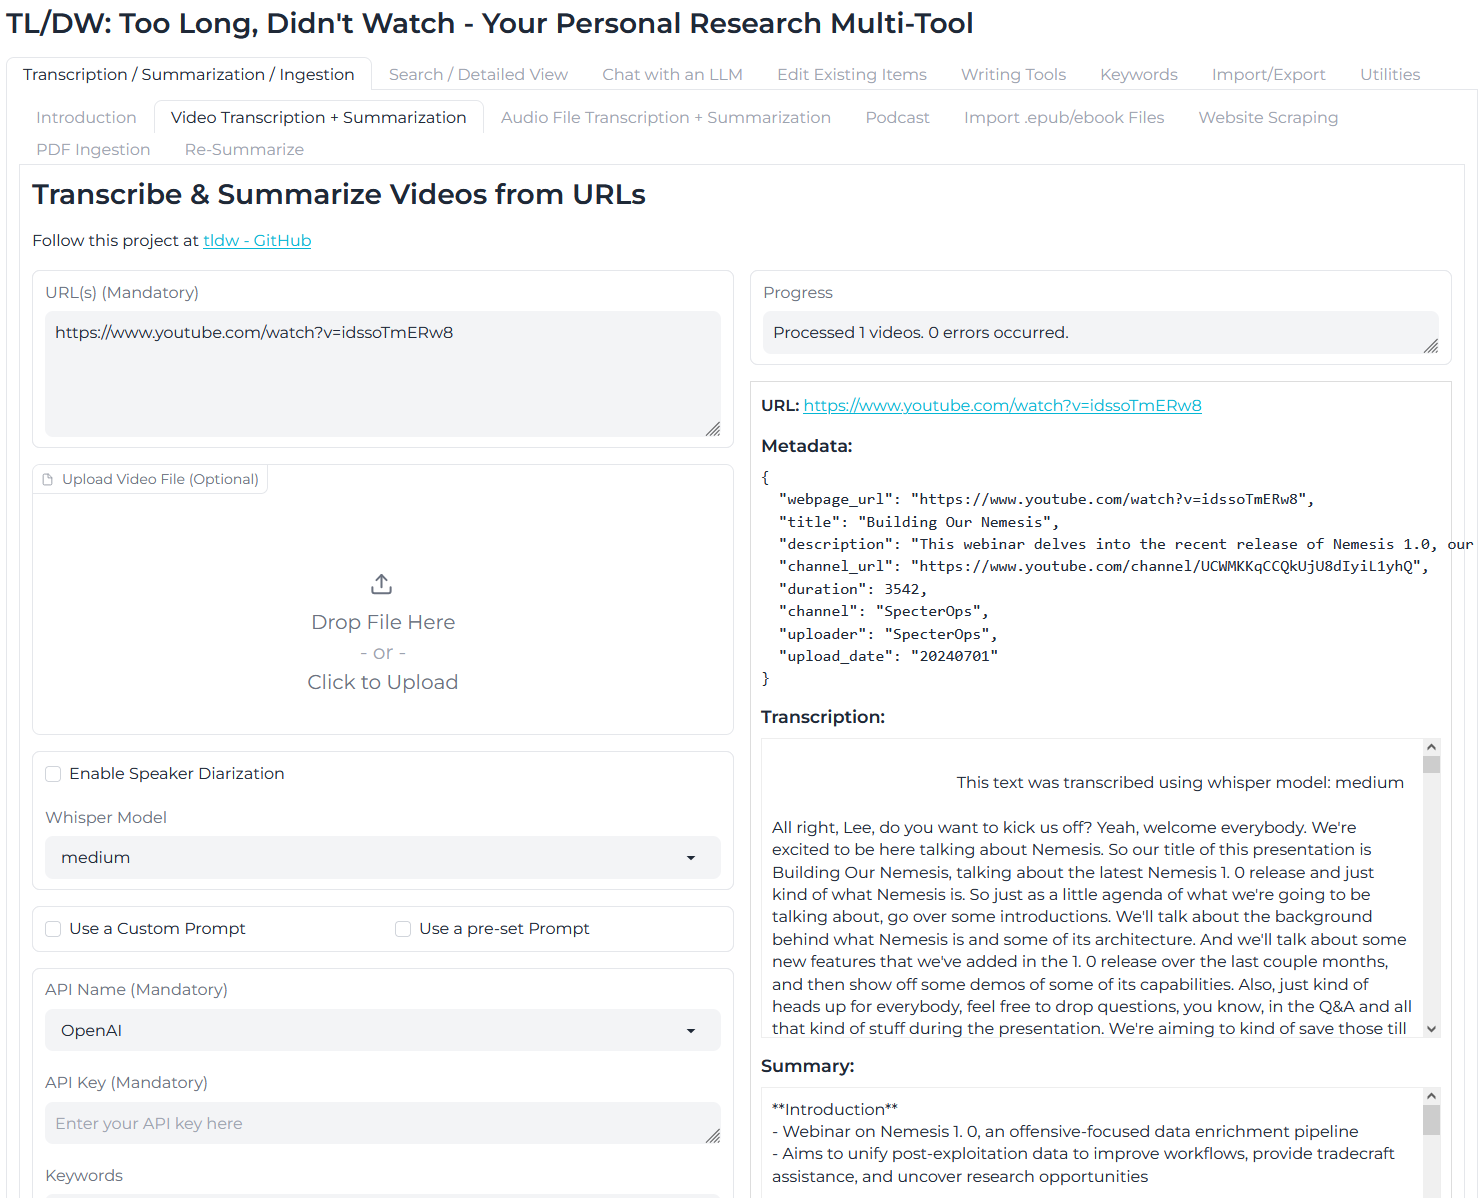 TL/DW: Too Long, Didn't Watch - Your Personal Research Multi-Tool
Transcription / Summarization / Ingestion
Search / Detailed View
Chat with an LLM
Edit Existing Items
Writing Tools
Keywords
Import/Export
Utilities
Introduction
Video Transcription + Summarization
Audio File Transcription + Summarization
Podcast
Import .epub/ebook Files
Website Scraping
PDF Ingestion
Re-Summarize
Transcribe & Summarize Videos from URLs
Follow this project at tldw - GitHub
URL(s) (Mandatory)
https://www.youtube.com/watch?v=idssoTmERw8
Upload Video File (Optional)
Drop File Here
- or -
Click to Upload
Enable Speaker Diarization
Whisper Model
medium
Use a Custom Prompt
Use a pre-set Prompt
API Name (Mandatory)
OpenAI
API Key (Mandatory)
Enter your API key here
Keywords
Progress
Processed 1 videos. 0 errors occurred.
URL: https://www.youtube.com/watch?v=idssoTmERw8
Metadata:
{
"webpage_url": "https://www.youtube.com/watch?v=idssoTmERw8",
"title": "Building Our Nemesis",
"description": "This webinar delves into the recent release of Nemesis 1.0, our
"channel_url": "https://www.youtube.com/channel/UCWMKKqCCQkUjU8dIyiL1yhQ",
"duration": 3542,
"channel": "SpecterOps",
"uploader": "SpecterOps",
"upload_date": "20240701"
}
Transcription:
This text was transcribed using whisper model: medium
All right, Lee, do you want to kick us off? Yeah, welcome everybody. We're
excited to be here talking about Nemesis. So our title of this presentation is
Building Our Nemesis, talking about the latest Nemesis 1. 0 release and just
kind of what Nemesis is. So just as a little agenda of what we're going to be
talking about, go over some introductions. We'll talk about the background
behind what Nemesis is and some of its architecture. And we'll talk about some
new features that we've added in the 1. 0 release over the last couple months,
and then show off some demos of some of its capabilities. Also, just kind of
heads up for everybody, feel free to drop questions, you know, in the Q&A and all
that kind of stuff during the presentation. We're aiming to kind of save those till
Summary:
**Introduction**
- Webinar on Nemesis 1. 0, an offensive-focused data enrichment pipeline
- Aims to unify post-exploitation data to improve workflows, provide tradecraft
assistance, and uncover research opportunities